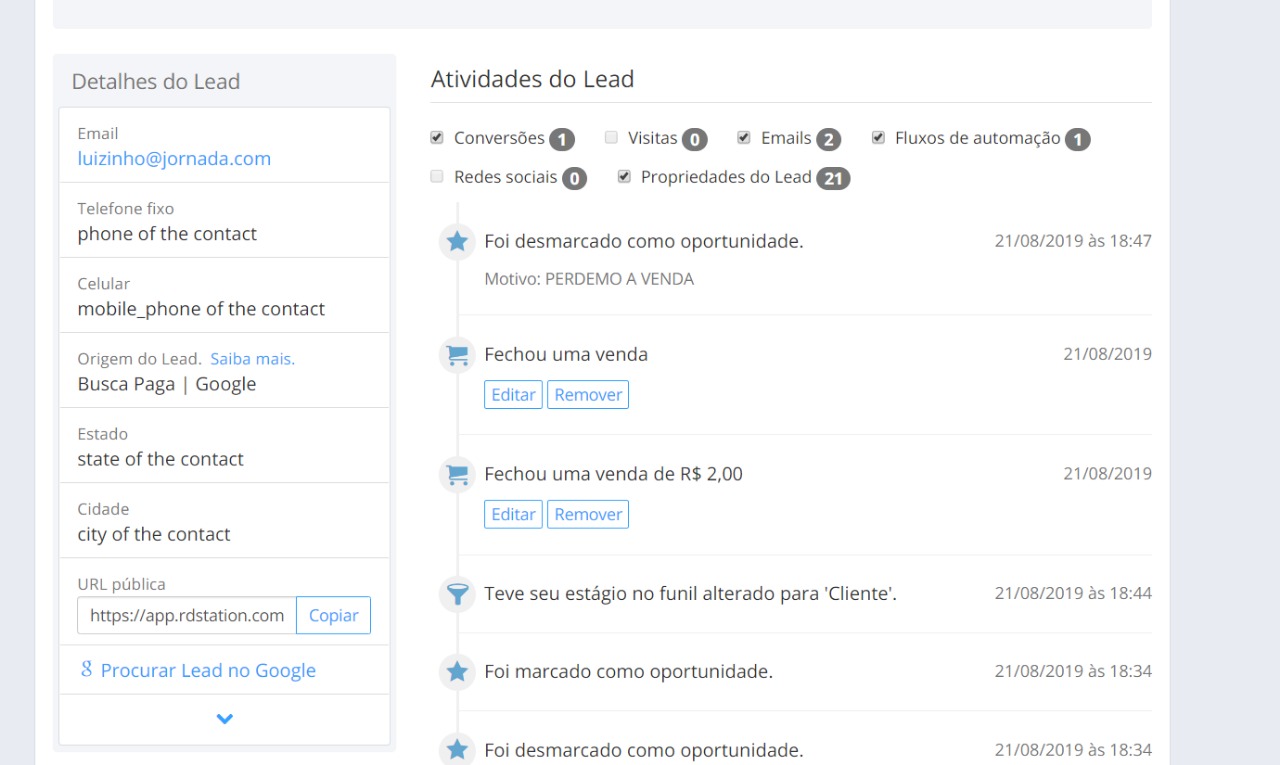 Detalhes do Lead
Email
luizinho@jornada.com
Telefone fixo
phone of the contact
Celular
mobile_phone of the contact
Origem do Lead. Saiba mais.
Busca Paga | Google
Estado
state of the contact
Cidade
city of the contact
URL pública
https://app.rdstation.com Copiar
Procurar Lead no Google
Atividades do Lead
Conversões 1 Visitas 0 Emails 2 Fluxos de automação 1
Redes sociais 0 Propriedades do Lead 21
Foi desmarcado como oportunidade. 21/08/2019 às 18:47
Motivo: PERDEMO A VENDA
Fechou uma venda 21/08/2019
Editar Remover
Fechou uma venda de R$ 2,00 21/08/2019
Editar Remover
Teve seu estágio no funil alterado para 'Cliente'. 21/08/2019 às 18:44
Foi marcado como oportunidade. 21/08/2019 às 18:34
Foi desmarcado como oportunidade. 21/08/2019 às 18:34